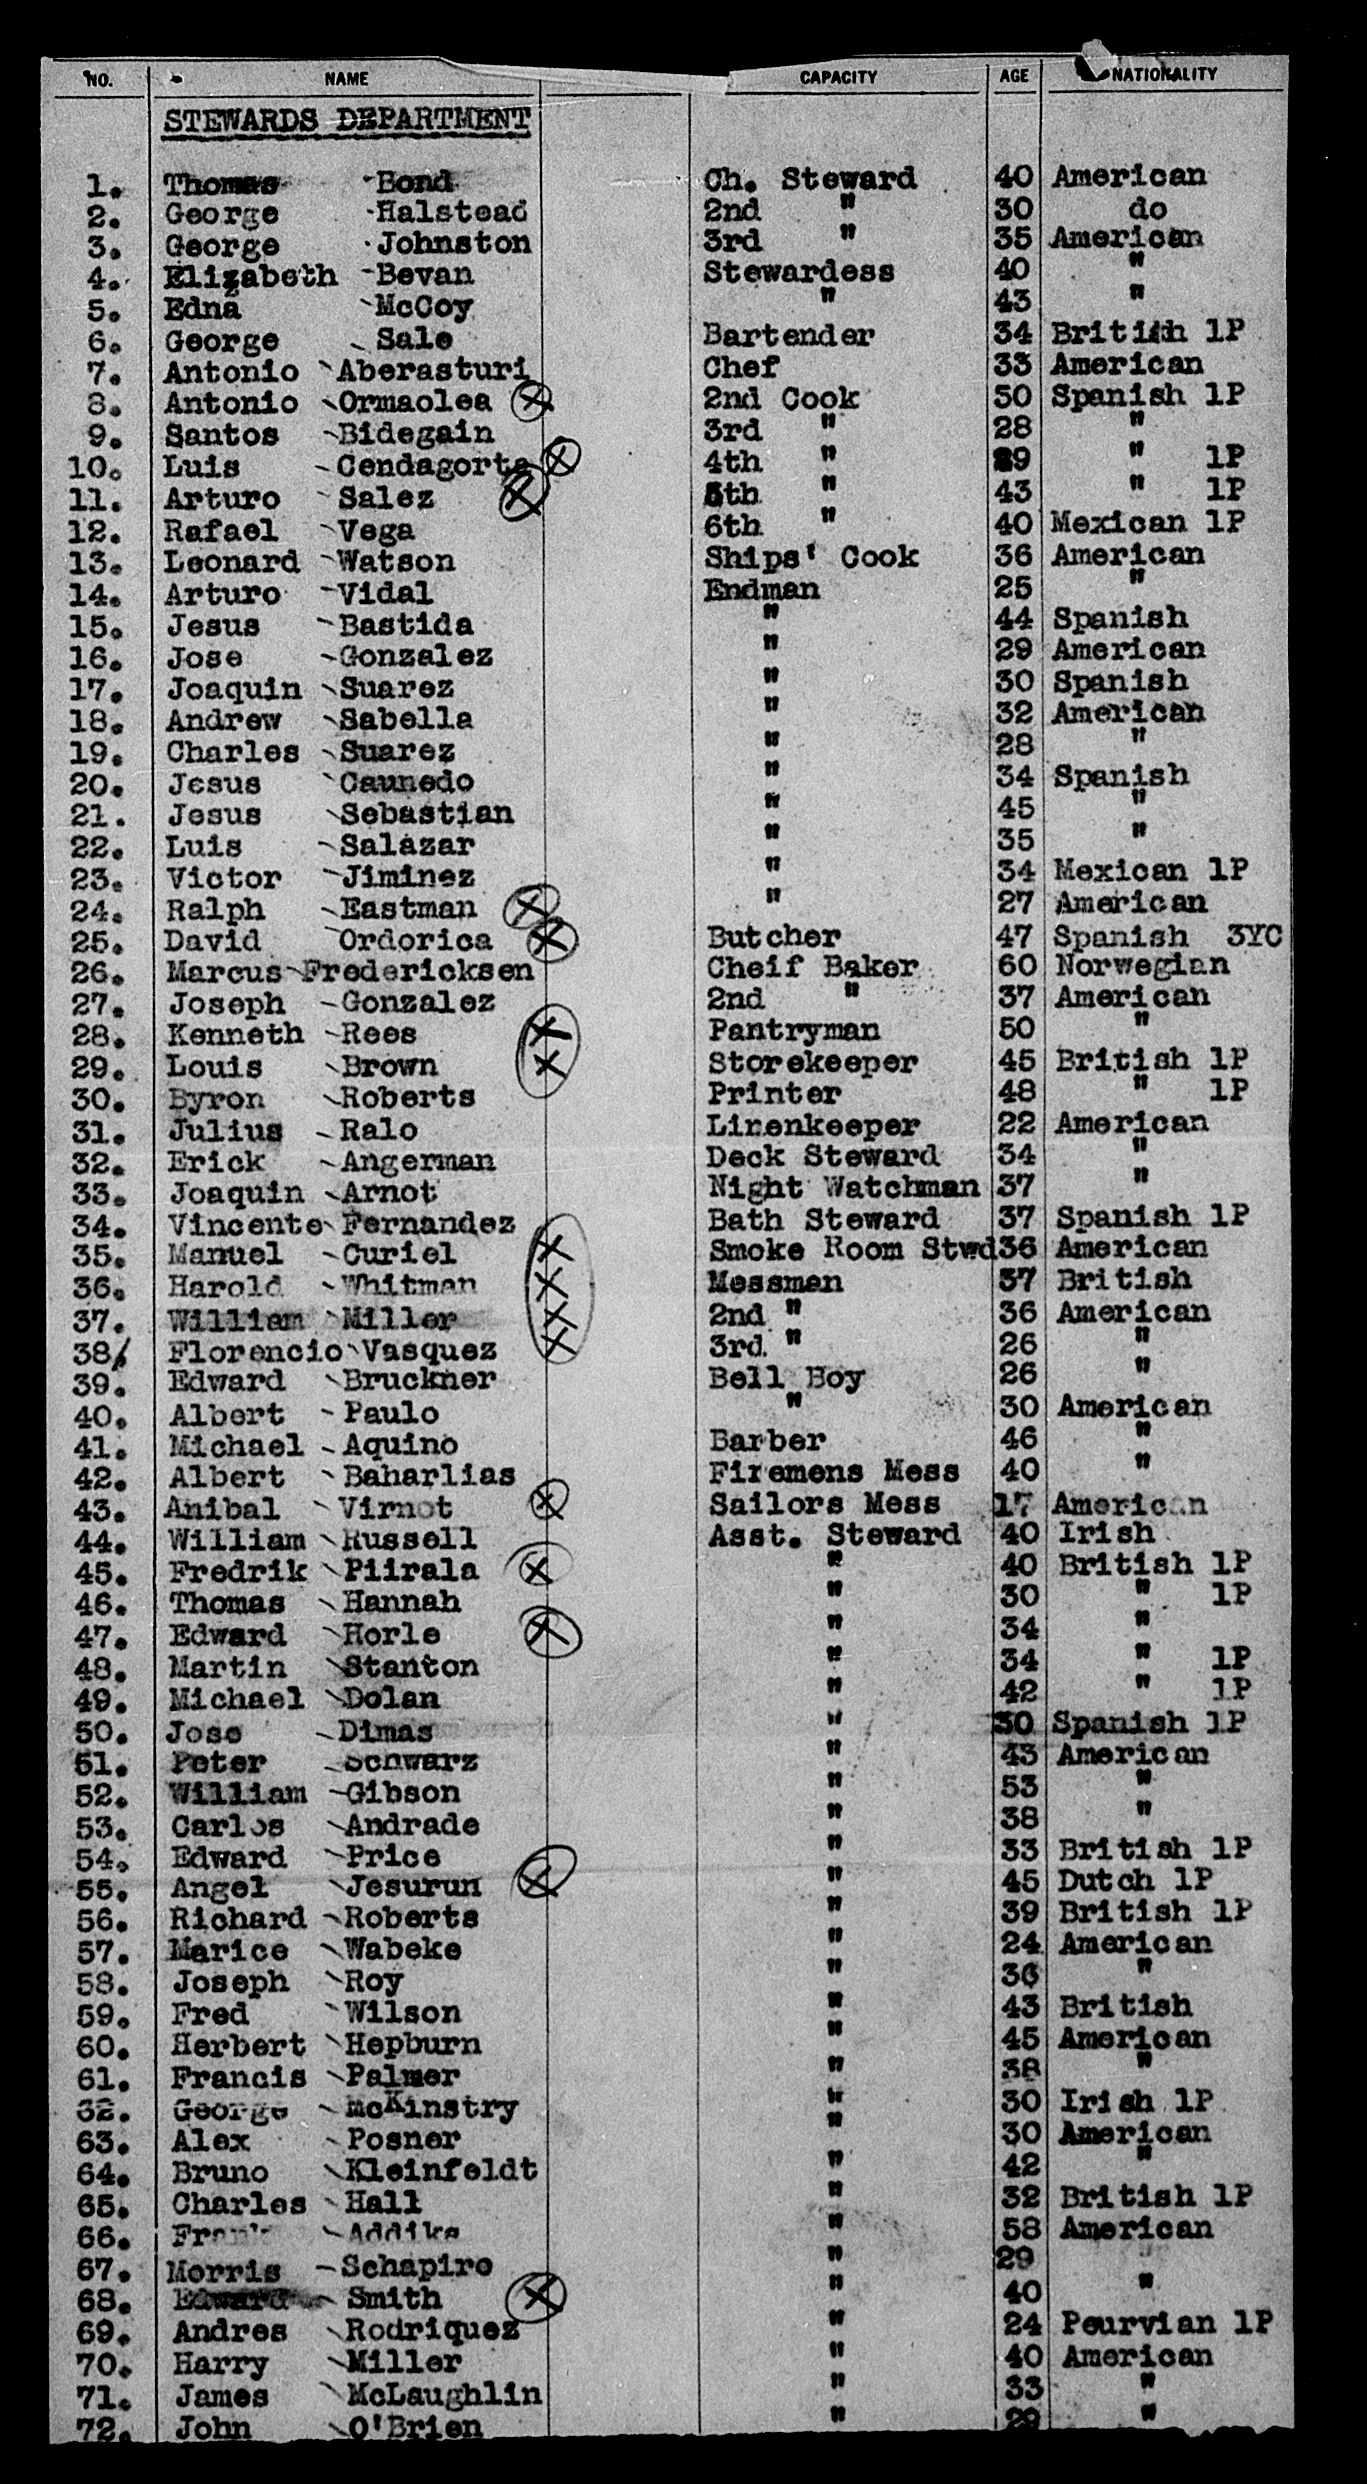 NO. NAME CAPACITY AGE NATIONALITY
STEWARDS DEPARTMENT
1. Thomas Bond Ch. Steward 40 American
2. George Halstead 2nd " 30 do
3. George Johnston 3rd " 35 American
4. Elizabeth Bevan Stewardess 40 "
5. Edna McCoy " 43 "
6. George Sale Bartender 34 British 1P
7. Antonio Aberasturi Chef 33 American
8. Antonio Ormaolea 2nd Cook 50 Spanish 1P
9. Santos Bidegain 3rd " 28 "
10. Luis Cendagorta 4th " 29 " 1P
11. Arturo Salez 5th " 43 " 1P
12. Rafael Vega 6th " 40 Mexican 1P
13. Leonard Watson Ships' Cook 36 American
14. Arturo Vidal Endman 25 "
15. Jesus Bastida " 44 Spanish
16. Jose Gonzalez " 29 American
17. Joaquin Suarez " 30 Spanish
18. Andrew Sabella " 32 American
19. Charles Suarez " 28 "
20. Jesus Caunedo " 34 Spanish
21. Jesus Sebastian " 45 "
22. Luis Salazar " 35 "
23. Victor Jiminez " 34 Mexican 1P
24. Ralph Eastman " 27 American
25. David Ordorica Butcher 47 Spanish 3YC
26. Marcus Fredericksen Cheif Baker 60 Norwegian
27. Joseph Gonzalez 2nd " 37 American
28. Kenneth Rees Pantryman 50 "
29. Louis Brown Storekeeper 45 British 1P
30. Byron Roberts Printer 48 " 1P
31. Julius Ralo Linenkeeper 22 American
32. Erick Angerman Deck Steward 34 "
33. Joaquin Arnot Night Watchman 37 "
34. Vincente Fernandez Bath Steward 37 Spanish 1P
35. Manuel Curiel Smoke Room Stwd 36 American
36. Harold Whitman Messman 37 British
37. William Miller 2nd " 36 American
38. Florencio Vasquez 3rd. " 26 "
39. Edward Bruckner Bell Boy 26 "
40. Albert Paulo " 30 American
41. Michael Aquino Barber 46 "
42. Albert Baharlias Firemens Mess 40 "
43. Anibal Virnot Sailors Mess 17 American
44. William Russell Asst. Steward 40 Irish
45. Fredrik Piirala " 40 British 1P
46. Thomas Hannah " 30 " 1P
47. Edward Horle " 34 "
48. Martin Stanton " 34 " 1P
49. Michael Dolan " 42 " 1P
50. Jose Dimas " 30 Spanish 1P
51. Peter Schwarz " 43 American
52. William Gibson " 53 "
53. Carlos Andrade " 38 "
54. Edward Price " 33 British 1P
55. Angel Jesurun " 45 Dutch 1P
56. Richard Roberts " 39 British 1P
57. Marice Wabeke " 24 American
58. Joseph Roy " 36 "
59. Fred Wilson " 43 British
60. Herbert Hepburn " 45 American
61. Francis Palmer " 38 "
62. George McKinstry " 30 Irish 1P
63. Alex Posner " 30 American
64. Bruno Kleinfeldt " 42 "
65. Charles Hall " 32 British 1P
66. Frank " 58 American
67. Morris Schapiro " 29 "
68. Edward Smith " 40 "
69. Andres Rodriquez " 24 Peurvian 1P
70. Harry Miller " 40 American
71. James McLaughlin " 33 "
72. John O'Brien " 29 "